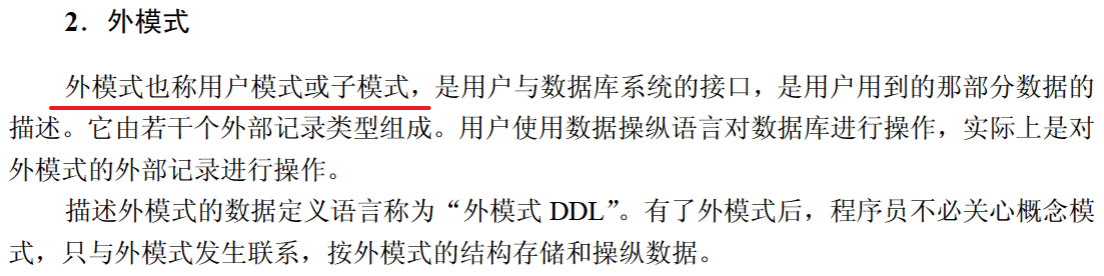 2．外模式
外模式也称用户模式或子模式，是用户与数据库系统的接口，是用户用到的那部分数据的
描述。它由若干个外部记录类型组成。用户使用数据操纵语言对数据库进行操作，实际上是对
外模式的外部记录进行操作。
描述外模式的数据定义语言称为“外模式 DDL”。有了外模式后，程序员不必关心概念模
式，只与外模式发生联系，按外模式的结构存储和操纵数据。